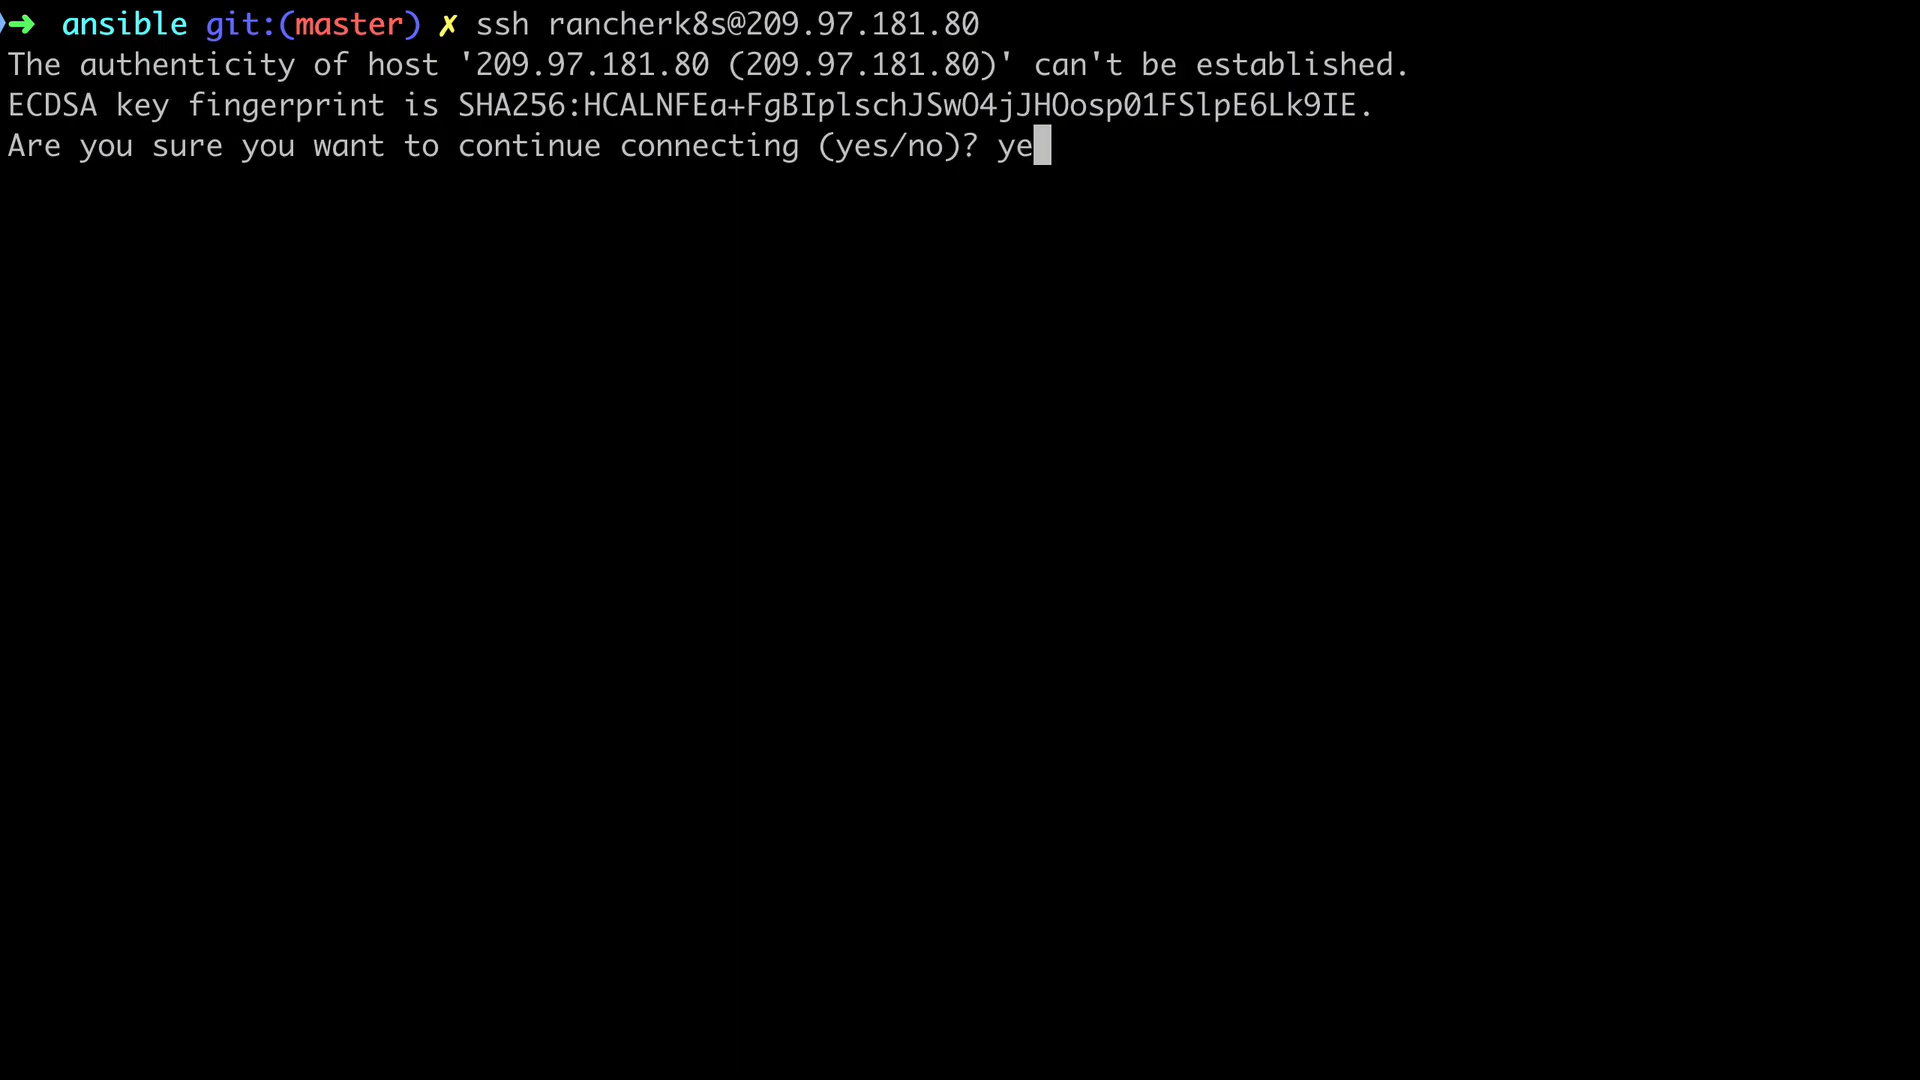 ➜ ansible git:(master) ✗ ssh rancherk8s@209.97.181.80
The authenticity of host '209.97.181.80 (209.97.181.80)' can't be established.
ECDSA key fingerprint is SHA256:HCALNFEa+FgBIplschJSwO4jJHOosp01FSlpE6Lk9IE.
Are you sure you want to continue connecting (yes/no)? ye